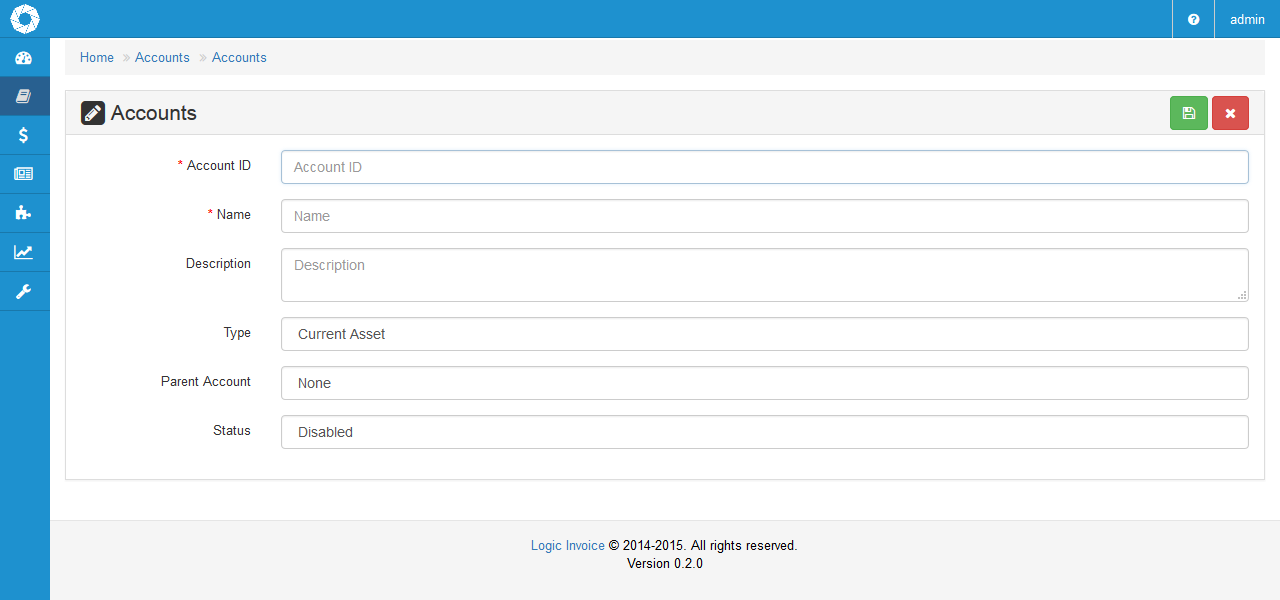 admin
Home » Accounts » Accounts
Accounts
* Account ID
Account ID
* Name
Name
Description
Description
Type
Current Asset
Parent Account
None
Status
Disabled
Logic Invoice © 2014-2015. All rights reserved.
Version 0.2.0